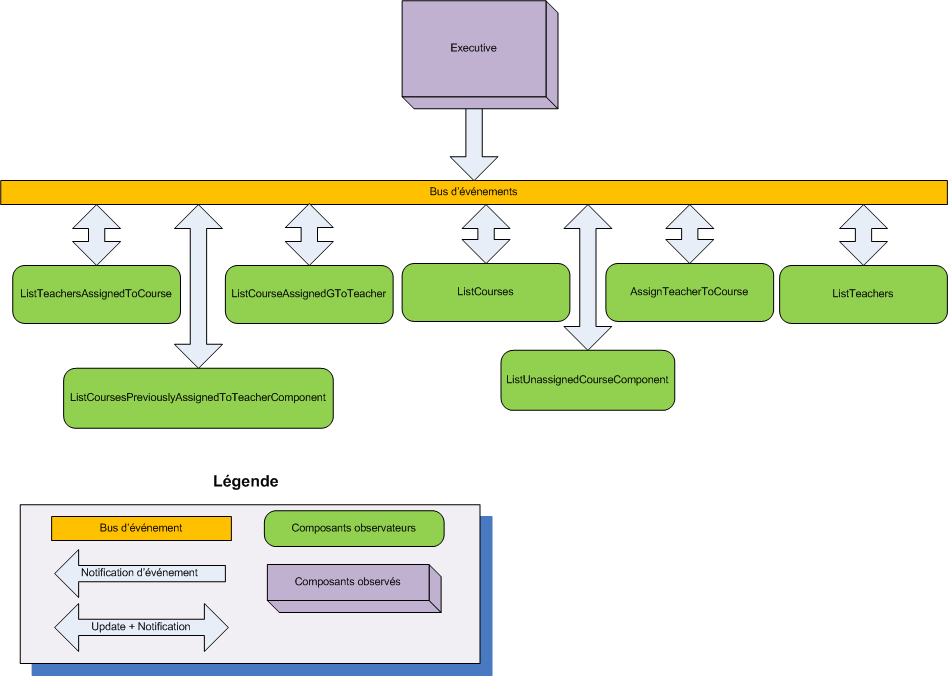 Executive
Bus d'événements
ListTeachersAssignedToCourse
ListCourseAssignedGToTeacher
ListCourses
AssignTeacherToCourse
ListTeachers
ListCoursesPreviouslyAssignedToTeacherComponent
ListUnassignedCourseComponent
Légende
Bus d'événement
Composants observateurs
Notification d'événement
Composants observés
Update + Notification